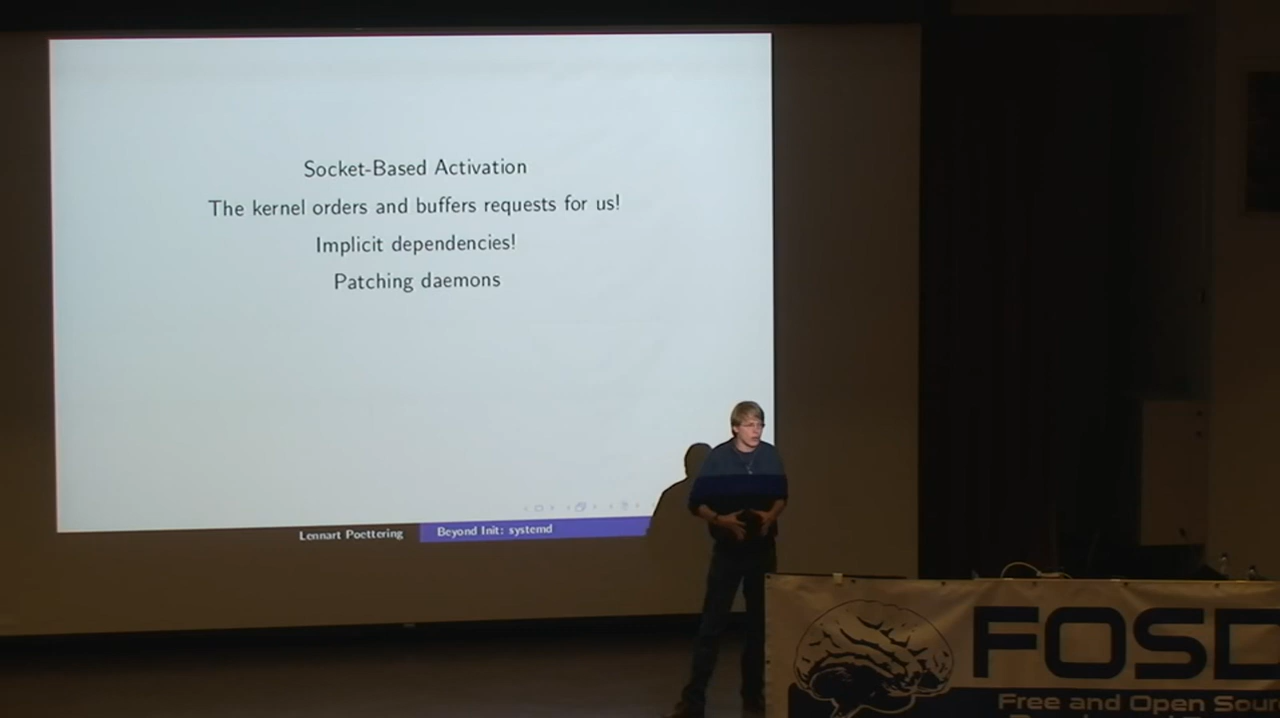 Socket-Based Activation
The kernel orders and buffers requests for us!
Implicit dependencies!
Patching daemons
Lennart Poettering
Beyond Init: systemd
FOSD
Free and Open Sour